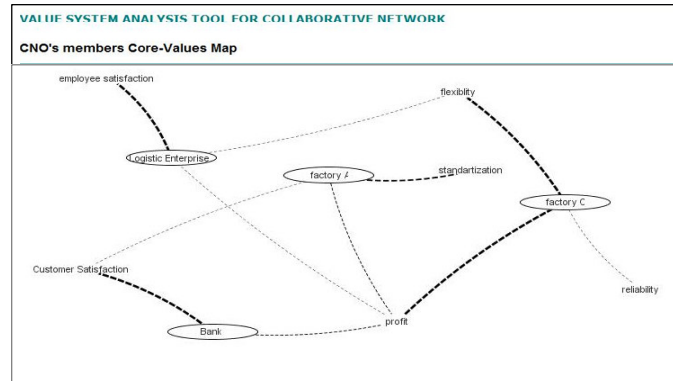 VALUE SYSTEM ANALYSIS TOOL FOR COLLABORATIVE NETWORK
CNO's members Core-Values Map
employee satisfaction
flexiblity
Logistic Enterprise
factory A
standartization
factory C
Customer Satisfaction
reliability
profit
Bank